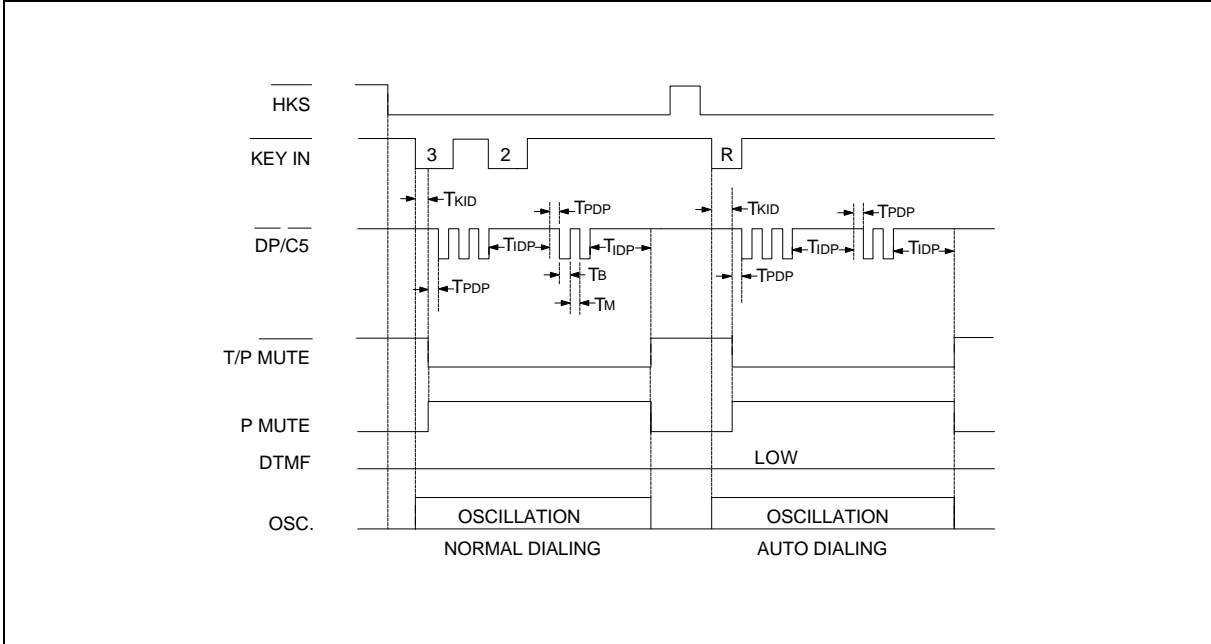 HKS
KEY IN
3
2
R
TKID
TPDP
TKID
TPDP
DP/C5
TIDP
TIDP
TIDP
TIDP
TB
TPDP
TPDP
TM
T/P MUTE
P MUTE
LOW
DTMF
OSCILLATION
OSCILLATION
OSC.
NORMAL DIALING
AUTO DIALING